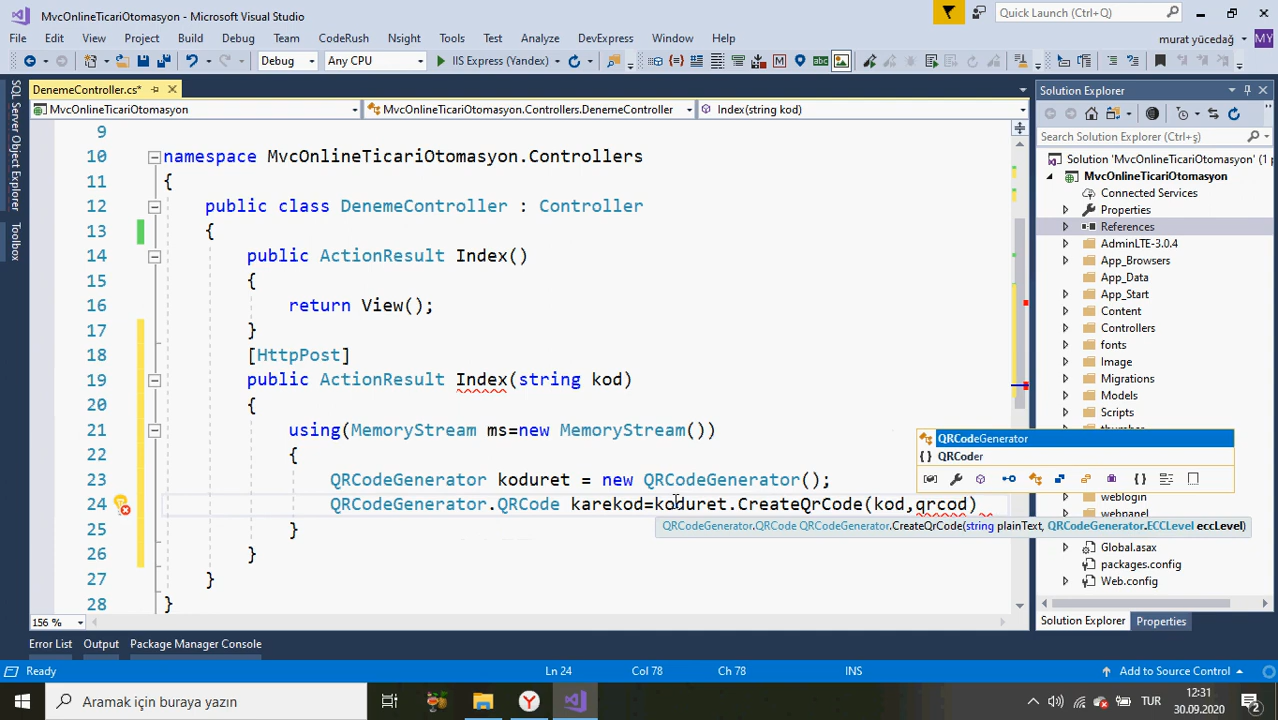 MvcOnlineTicariOtomasyon - Microsoft Visual Studio
Quick Launch (Ctrl+Q)
File Edit View Project Build Debug Team CodeRush Nsight Tools Test Analyze DevExpress Window Help
murat yücedağ MY
Debug Any CPU IIS Express (Yandex)
DenemeController.cs*
MvcOnlineTicariOtomasyon MvcOnlineTicariOtomasyon.Controllers.DenemeController Index(string kod)
SQL Server Object Explorer
Toolbox
9
10 namespace MvcOnlineTicariOtomasyon.Controllers
11 {
12 public class DenemeController : Controller
13 {
14 public ActionResult Index()
15 {
16 return View();
17 }
18 [HttpPost]
19 public ActionResult Index(string kod)
20 {
21 using(MemoryStream ms=new MemoryStream())
22 {
23 QRCodeGenerator koduret = new QRCodeGenerator();
24 QRCodeGenerator.QRCode karekod=koduret.CreateQrCode(kod,qrcod)
25 }
26 }
27 }
28 }
QRCodeGenerator
{ } QRCoder
QRCodeGenerator.QRCode QRCodeGenerator.CreateQrCode(string plainText, QRCodeGenerator.ECCLevel eccLevel)
156 %
Solution Explorer
Search Solution Explorer (Ctrl+ş)
Solution 'MvcOnlineTicariOtomasyon' (1 p
MvcOnlineTicariOtomasyon
Connected Services
Properties
References
AdminLTE-3.0.4
App_Browsers
App_Data
App_Start
Content
Controllers
fonts
Image
Migrations
Models
Scripts
weblogin
webpanel
Global.asax
packages.config
Web.config
Solution Explorer Properties
Error List Output Package Manager Console
Ready Ln 24 Col 78 Ch 78 INS Add to Source Control
Arama için buraya yazın
TUR
12:31
30.09.2020
2